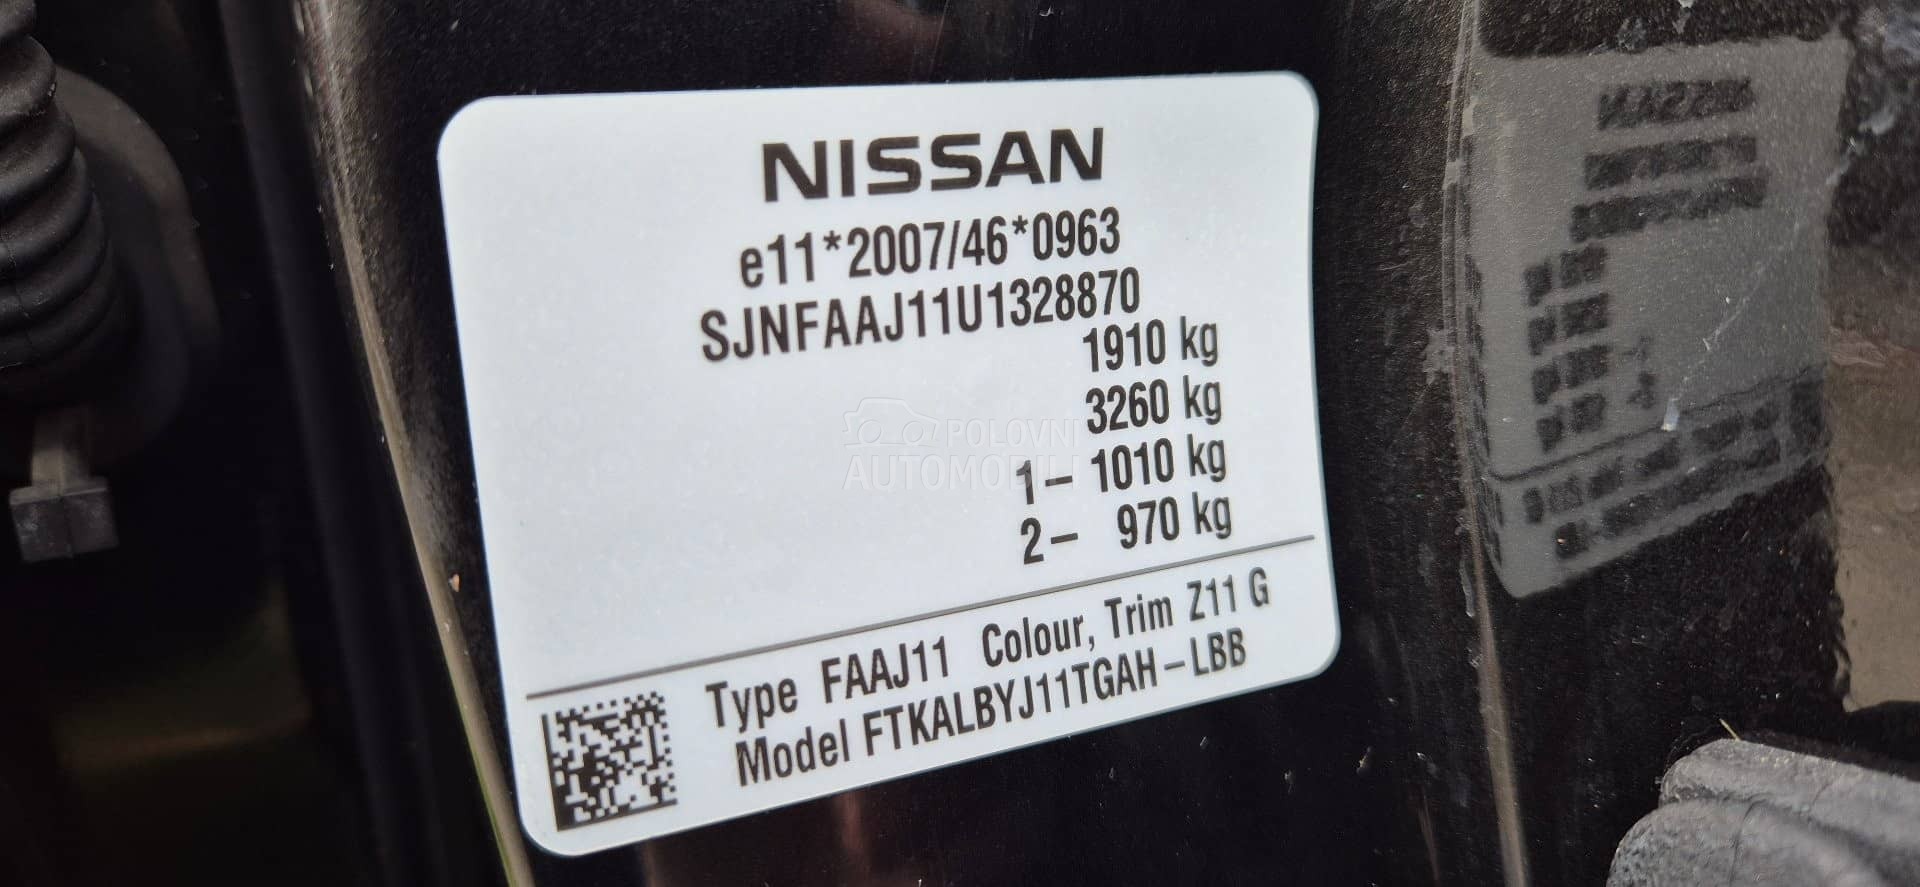 NISSAN
e11*2007/46*0963
SJNFAAJ11U1328870
1910 kg
3260 kg
1– 1010 kg
2– 970 kg
POLOVNI
AUTOMOBILI
Type FAAJ11 Colour, Trim Z11 G
Model FTKALBYJ11TGAH–LBB
NISSAN